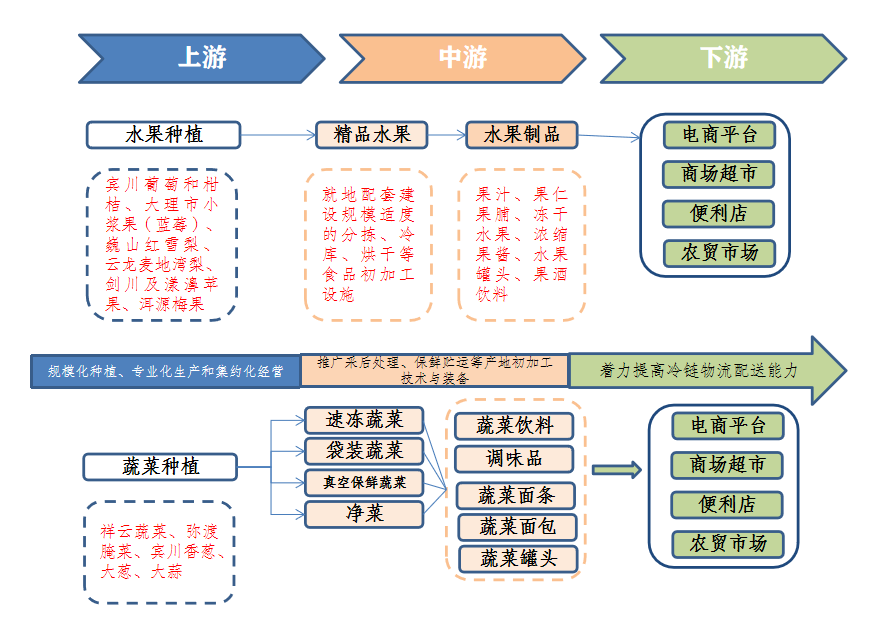 上游
中游
下游
水果种植
精品水果
水果制品
电商平台
商场超市
便利店
农贸市场
宾川葡萄和柑
桔、大理市小
浆果（蓝莓）、
巍山红雪梨、
云龙麦地湾梨、
剑川及漾濞苹
果、洱源梅果
就地配套建
设规模适度
的分拣、冷
库、烘干等
食品初加工
设施
果汁、果仁
果脯、冻干
水果、浓缩
果酱、水果
罐头、果酒
饮料
规模化种植、专业化生产和集约化经营
推广采后处理、保鲜贮运等产地初加工
技术与装备
着力提高冷链物流配送能力
蔬菜种植
速冻蔬菜
袋装蔬菜
真空保鲜蔬菜
净菜
蔬菜饮料
调味品
蔬菜面条
蔬菜面包
蔬菜罐头
电商平台
商场超市
便利店
农贸市场
祥云蔬菜、弥渡
腌菜、宾川香葱、
大葱、大蒜